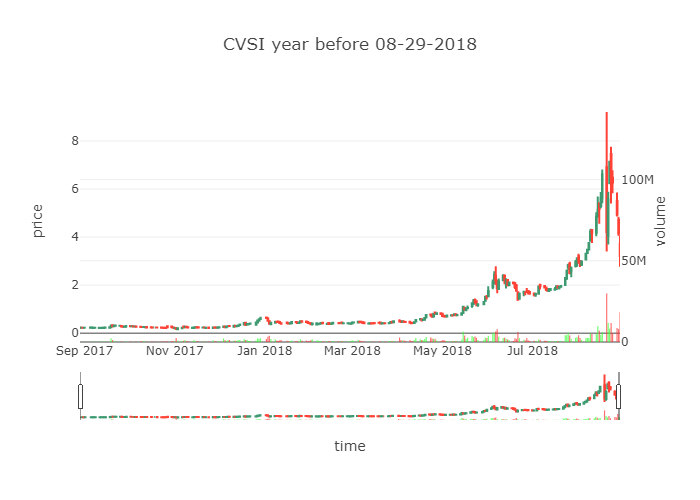 CVSI year before 08-29-2018
8
6
4
2
0
price
100M
50M
0
volume
Sep 2017
Nov 2017
Jan 2018
Mar 2018
May 2018
Jul 2018
time